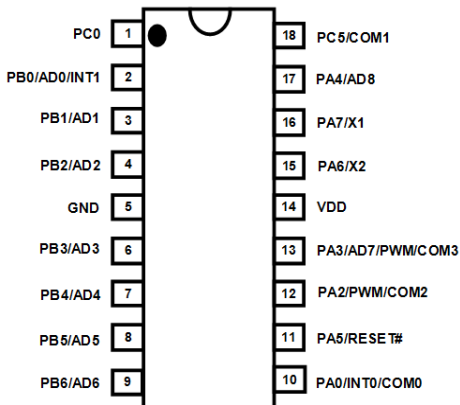 PC0 1 18 PC5/COM1
PB0/AD0/INT1 2 17 PA4/AD8
PB1/AD1 3 16 PA7/X1
PB2/AD2 4 15 PA6/X2
GND 5 14 VDD
PB3/AD3 6 13 PA3/AD7/PWM/COM3
PB4/AD4 7 12 PA2/PWM/COM2
PB5/AD5 8 11 PA5/RESET#
PB6/AD6 9 10 PA0/INT0/COM0